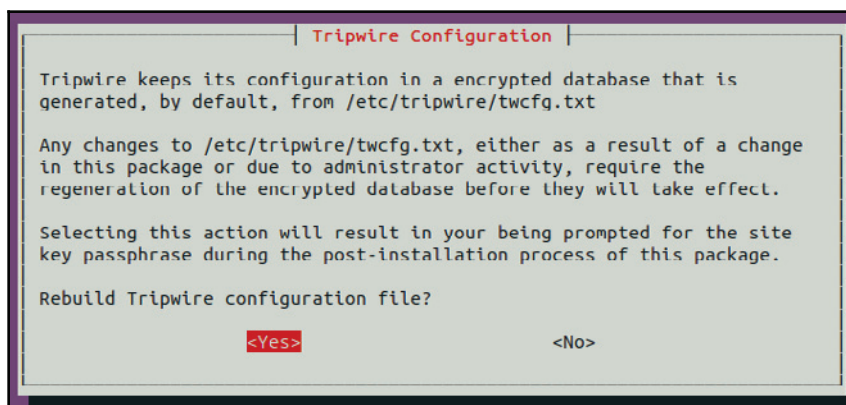 Tripwire Configuration
Tripwire keeps its configuration in a encrypted database that is
generated, by default, from /etc/tripwire/twcfg.txt
Any changes to /etc/tripwire/twcfg.txt, either as a result of a change
in this package or due to administrator activity, require the
regeneration of the encrypted database before they will take effect.
Selecting this action will result in your being prompted for the site
key passphrase during the post-installation process of this package.
Rebuild Tripwire configuration file?
<Yes> <No>